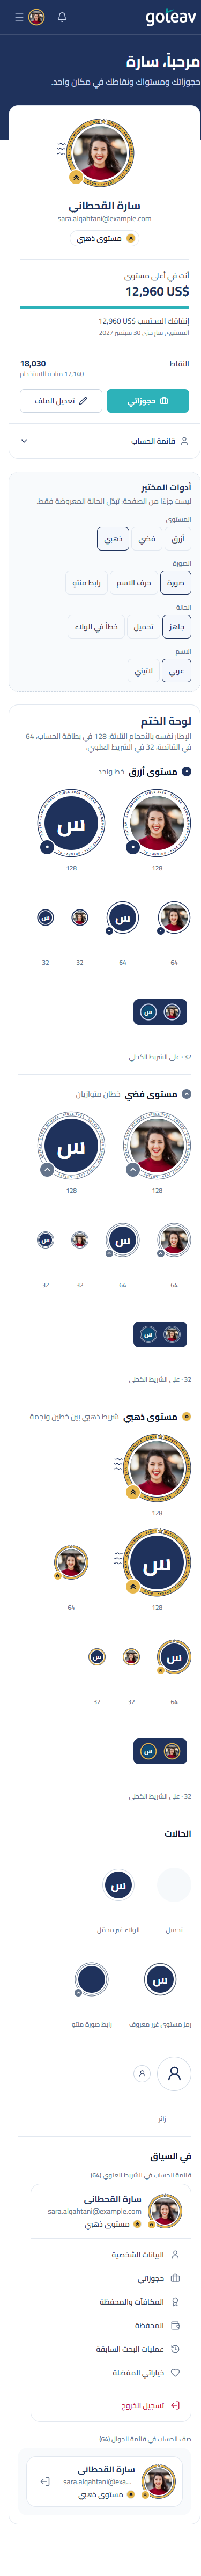 goteav
مرحباً، سارة
حجوزاتك ومستواك ونقاطك في مكان واحد.
سارة القحطاني
sara.alqahtani@example.com
مستوى ذهبي
أنت في أعلى مستوى
12,960 US$
إنفاقك المحتسب US$ 12,960
المستوى سارٍ حتى 30 سبتمبر 2027
النقاط
18,030
17,140 متاحة للاستخدام
حجوزاتي
تعديل الملف
قائمة الحساب
أدوات المختبر
ليست جزءًا من الصفحة: تبدّل الحالة المعروضة فقط.
المستوى
أزرق
فضي
ذهبي
الصورة
صورة
حرف الاسم
رابط منتهٍ
الحالة
جاهز
تحميل
خطأ في الولاء
الاسم
عربي
لاتيني
لوحة الختم
الإطار نفسه بالأحجام الثلاثة: 128 في بطاقة الحساب، 64 في القائمة، 32 في الشريط العلوي.
مستوى أزرق خط واحد
س
128
128
س
س
64
64
32
32
س
32 · على الشريط الكحلي
مستوى فضي خطان متوازيان
س
128
128
س
س
64
64
32
32
س
32 · على الشريط الكحلي
مستوى ذهبي شريط ذهبي بين خطين ونجمة
128
س
128
64
س
س
64
32
32
س
32 · على الشريط الكحلي
الحالات
س
تحميل
الولاء غير محمّل
س
رمز مستوى غير معروف
رابط صورة منتهٍ
زائر
في السياق
قائمة الحساب في الشريط العلوي (64)
سارة القحطاني
sara.alqahtani@example.com
مستوى ذهبي
البيانات الشخصية
حجوزاتي
المكافآت والمحفظة
المحفظة
عمليات البحث السابقة
خياراتي المفضلة
تسجيل الخروج
صف الحساب في قائمة الجوال (64)
سارة القحطاني
sara.alqahtani@exa...
مستوى ذهبي